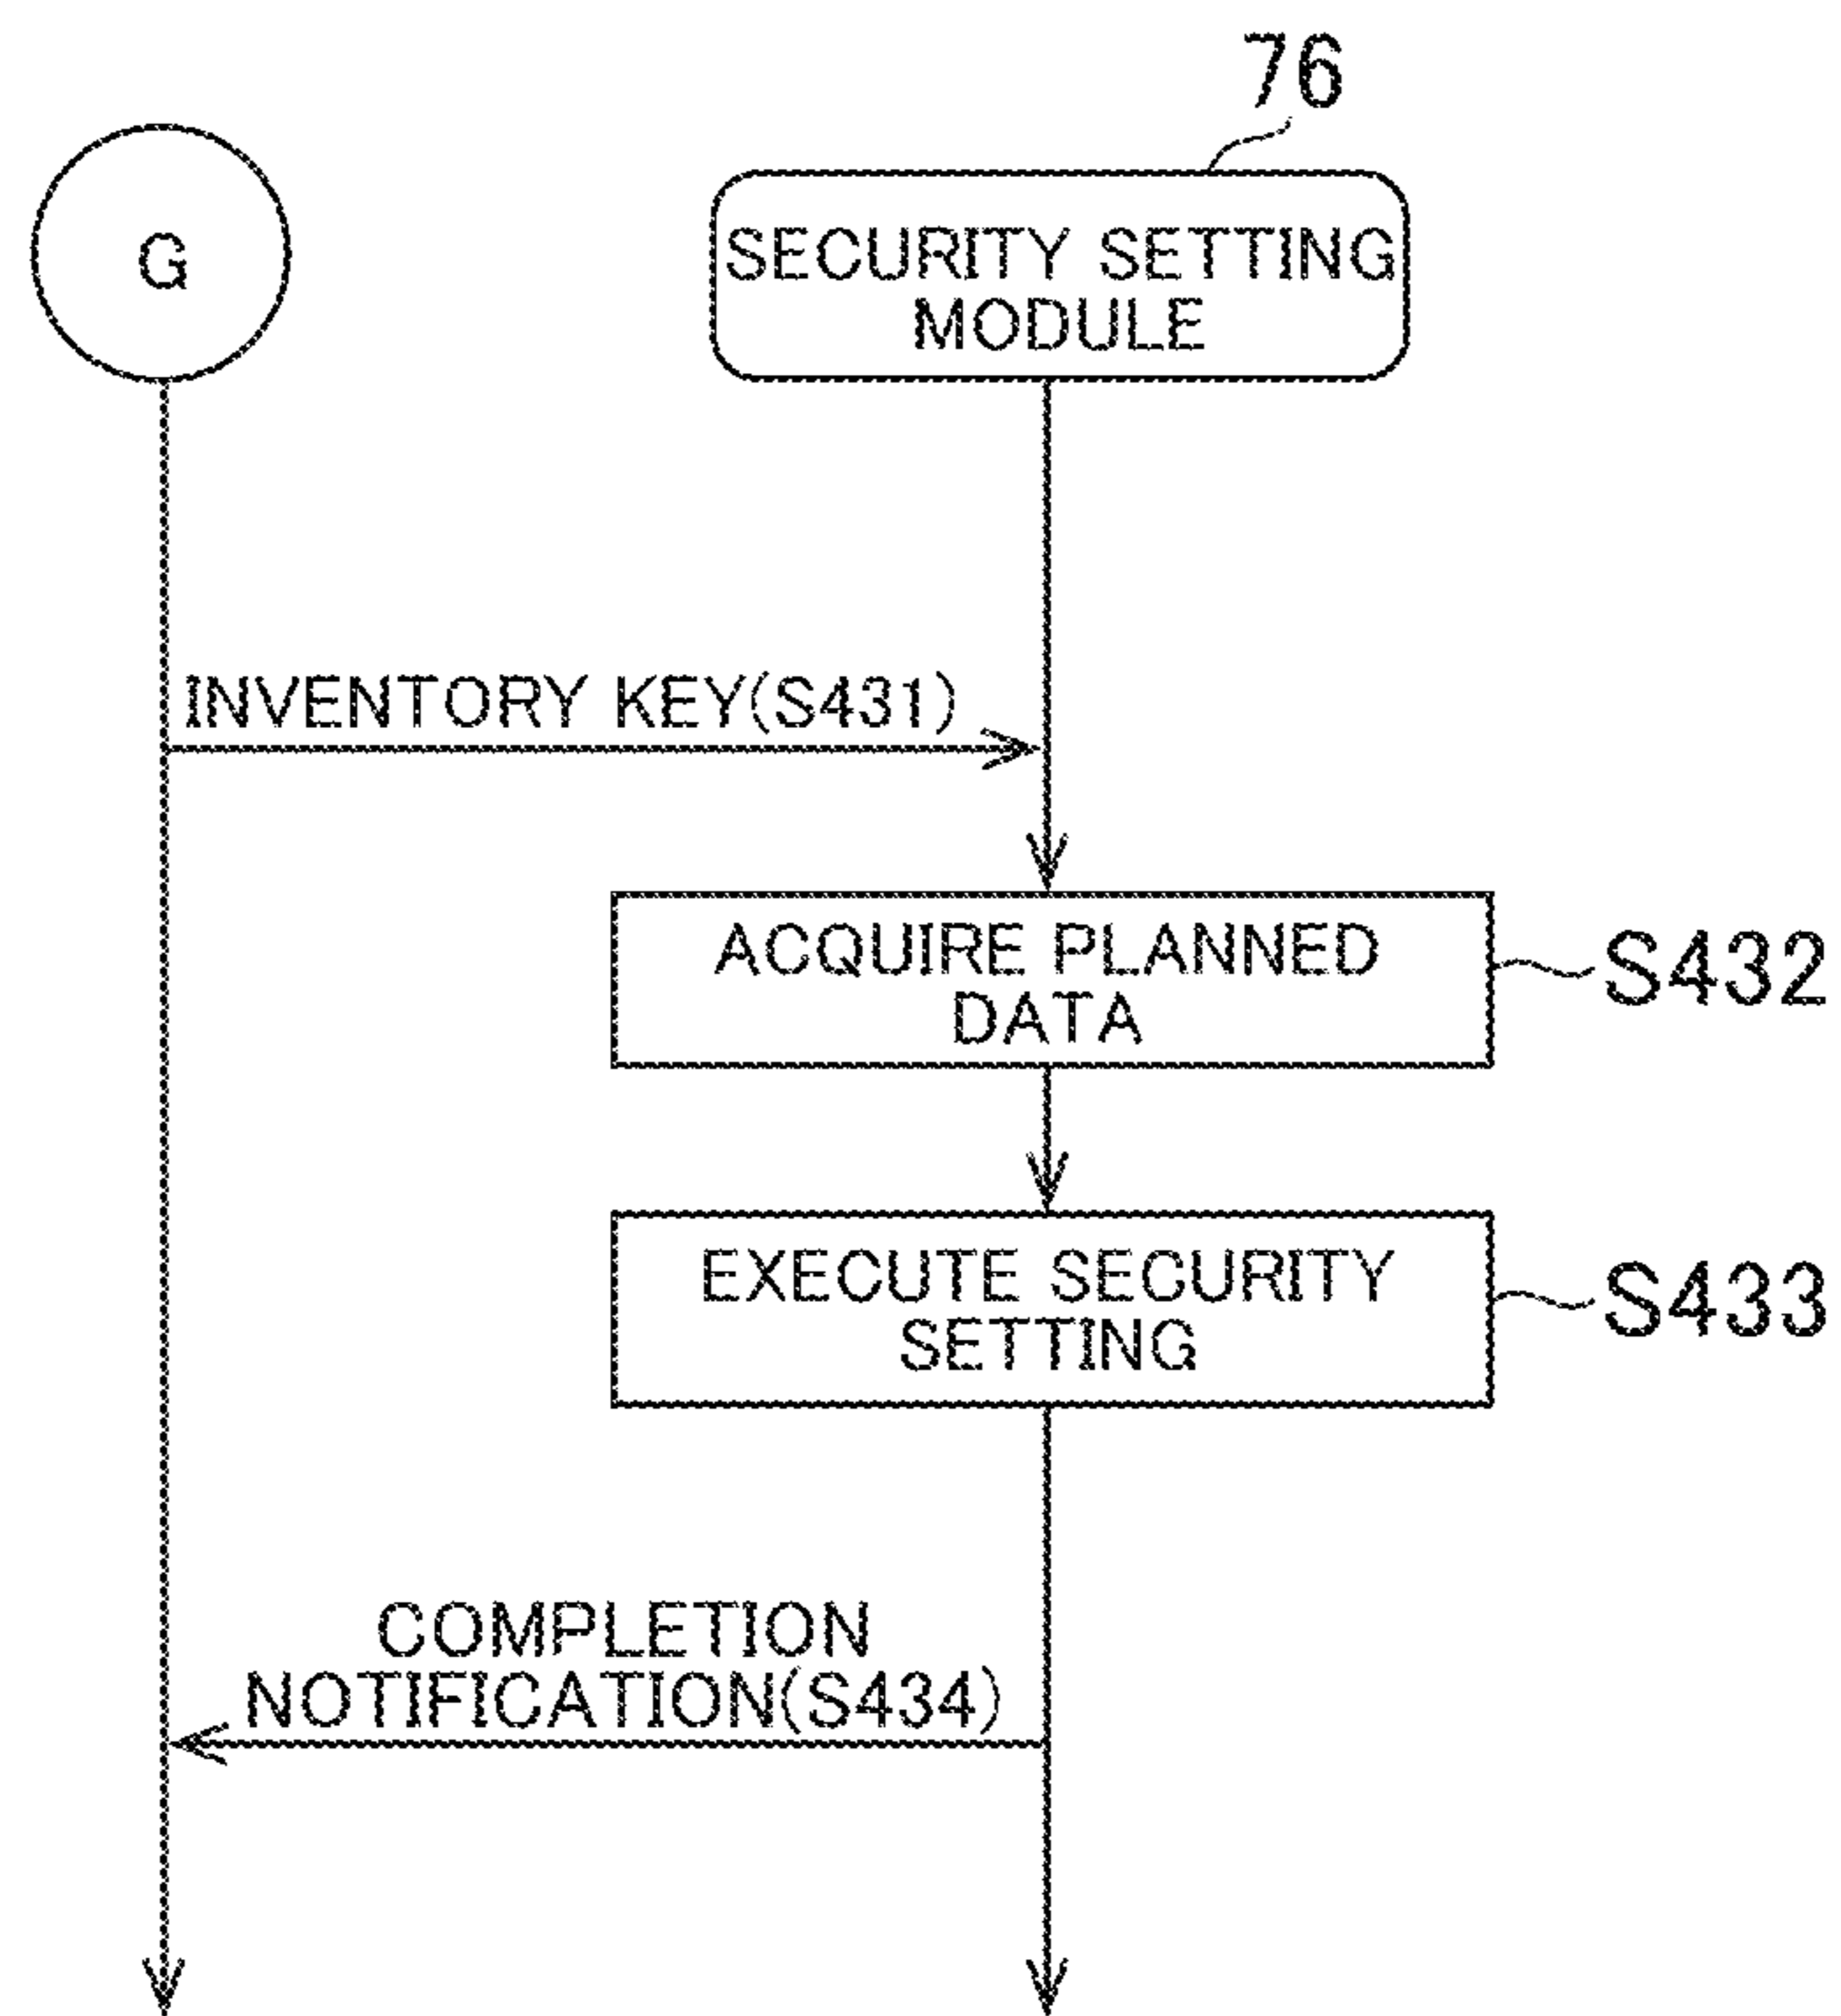 76
G
SECURITY SETTING
MODULE
INVENTORY KEY(S431)
ACQUIRE PLANNED
DATA
S432
EXECUTE SECURITY
SETTING
S433
COMPLETION
NOTIFICATION(S434)